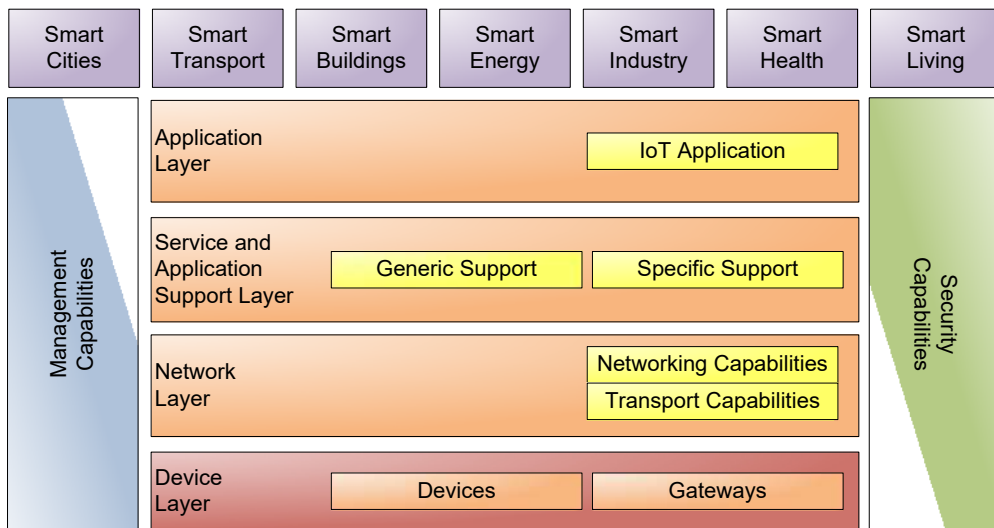 Smart
Cities
Smart
Transport
Smart
Buildings
Smart
Energy
Smart
Industry
Smart
Health
Smart
Living
Management
Capabilities
Application
Layer
IoT Application
Service and
Application
Support Layer
Generic Support
Specific Support
Network
Layer
Networking Capabilities
Transport Capabilities
Device
Layer
Devices
Gateways
Security
Capabilities